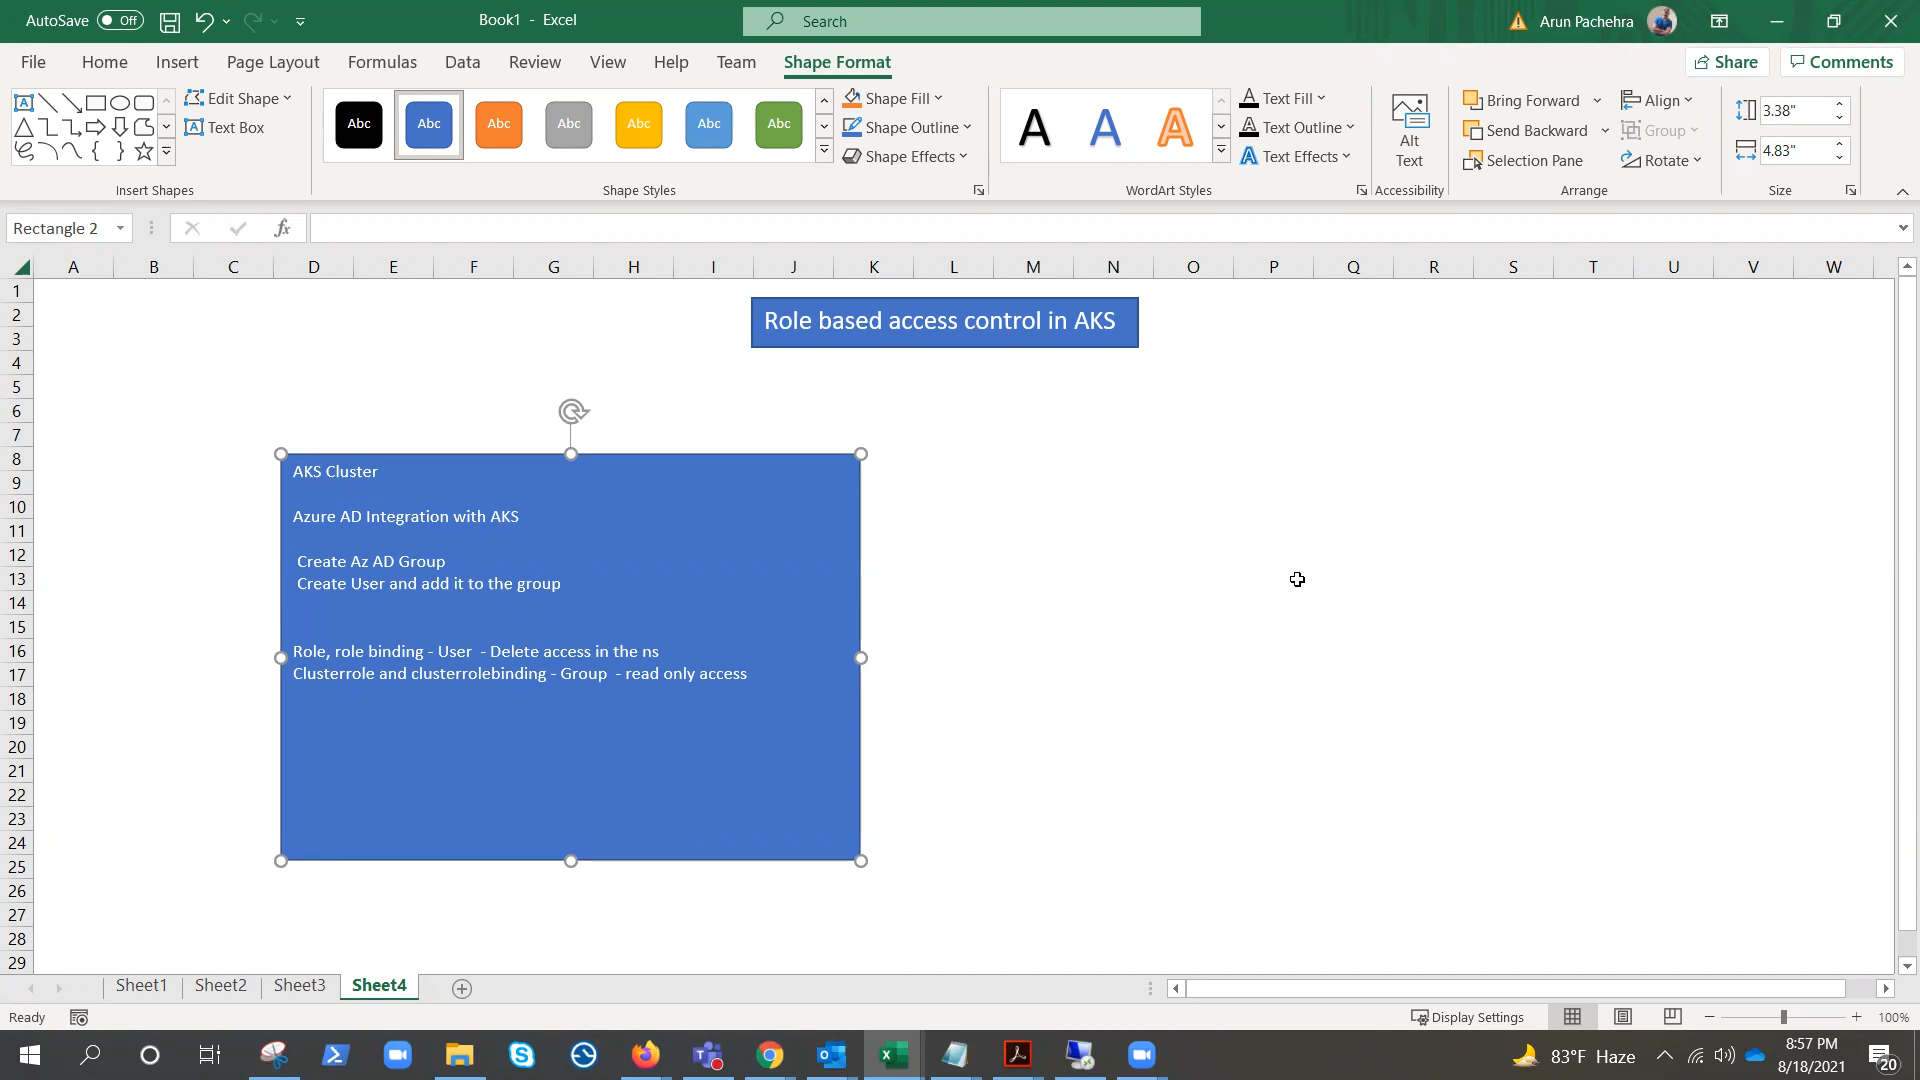 AutoSave Off Book1 - Excel Search Arun Pachehra
File Home Insert Page Layout Formulas Data Review View Help Team Shape Format Share Comments
Edit Shape
Text Box
Insert Shapes
Abc Abc Abc Abc Abc Abc Abc
Shape Fill
Shape Outline
Shape Effects
Shape Styles
A A A
Text Fill
Text Outline
Text Effects
WordArt Styles
Alt
Text
Accessibility
Bring Forward
Send Backward
Selection Pane
Align
Group
Rotate
Arrange
3.38"
4.83"
Size
Rectangle 2 fx
A B C D E F G H I J K L M N O P Q R S T U V W
1
2
3
4
5
6
7
8
9
10
11
12
13
14
15
16
17
18
19
20
21
22
23
24
25
26
27
28
29
Role based access control in AKS
AKS Cluster
Azure AD Integration with AKS
Create Az AD Group
Create User and add it to the group
Role, role binding - User - Delete access in the ns
Clusterrole and clusterrolebinding - Group - read only access
Sheet1 Sheet2 Sheet3 Sheet4
Ready Display Settings 100%
83°F Haze
8:57 PM
8/18/2021
20